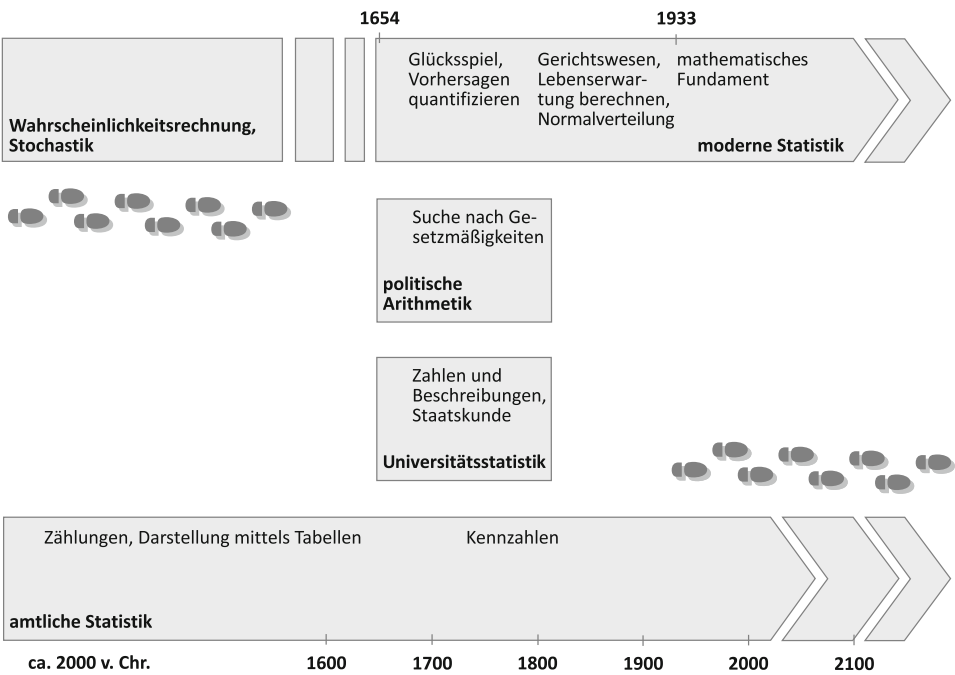 1654
1933
Glücksspiel,
Vorhersagen
quantifizieren
Gerichtswesen,
Lebenserwar-
tung berechnen,
Normalverteilung
mathematisches
Fundament
Wahrscheinlichkeitsrechnung,
Stochastik
moderne Statistik
Suche nach Ge-
setzmäßigkeiten
politische
Arithmetik
Zahlen und
Beschreibungen,
Staatskunde
Universitätsstatistik
Zählungen, Darstellung mittels Tabellen
Kennzahlen
amtliche Statistik
ca. 2000 v. Chr.
1600
1700
1800
1900
2000
2100